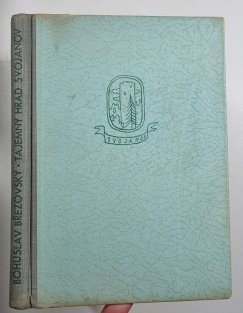 BOHUSLAV BŘEZOVSKÝ · TAJEMNÝ HRAD SVOJANOV
SVOJANOV